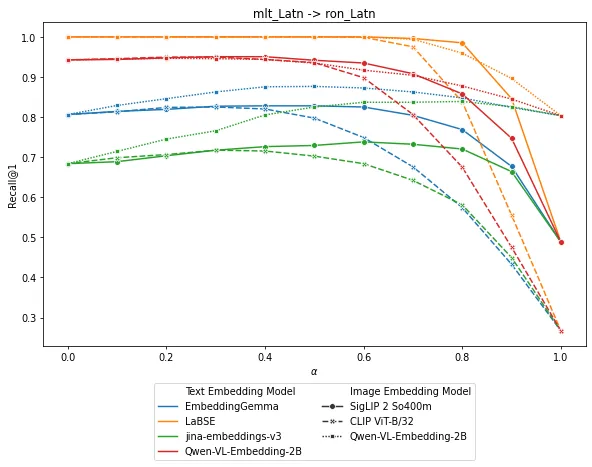 mlt_Latn -> ron_Latn
Recall@1
1.0
0.9
0.8
0.7
0.6
0.5
0.4
0.3
0.0 0.2 0.4 0.6 0.8 1.0
α
Text Embedding Model Image Embedding Model
EmbeddingGemma SigLIP 2 So400m
LaBSE CLIP ViT-B/32
jina-embeddings-v3 Qwen-VL-Embedding-2B
Qwen-VL-Embedding-2B